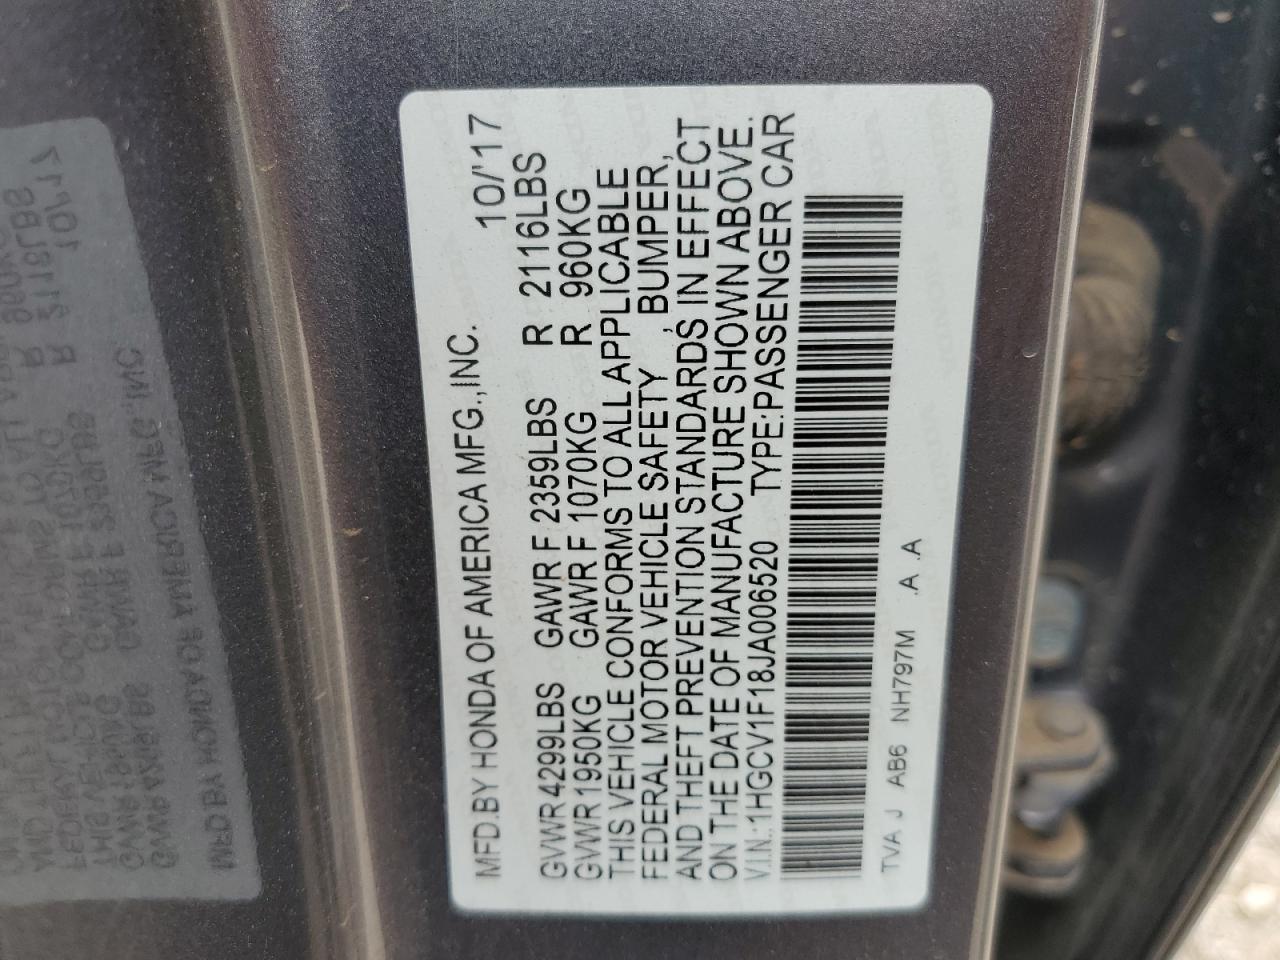 MFD.BY HONDA OF AMERICA MFG.,INC. 10/'17
GVWR 4299LBS GAWR F 2359LBS R 2116LBS
GVWR 1950KG GAWR F 1070KG R 960KG
THIS VEHICLE CONFORMS TO ALL APPLICABLE
FEDERAL MOTOR VEHICLE SAFETY , BUMPER,
AND THEFT PREVENTION STANDARDS IN EFFECT
ON THE DATE OF MANUFACTURE SHOWN ABOVE.
V.I.N.:1HGCV1F18JA006520 TYPE:PASSENGER CAR
TVA J AB6 NH797M .A .A